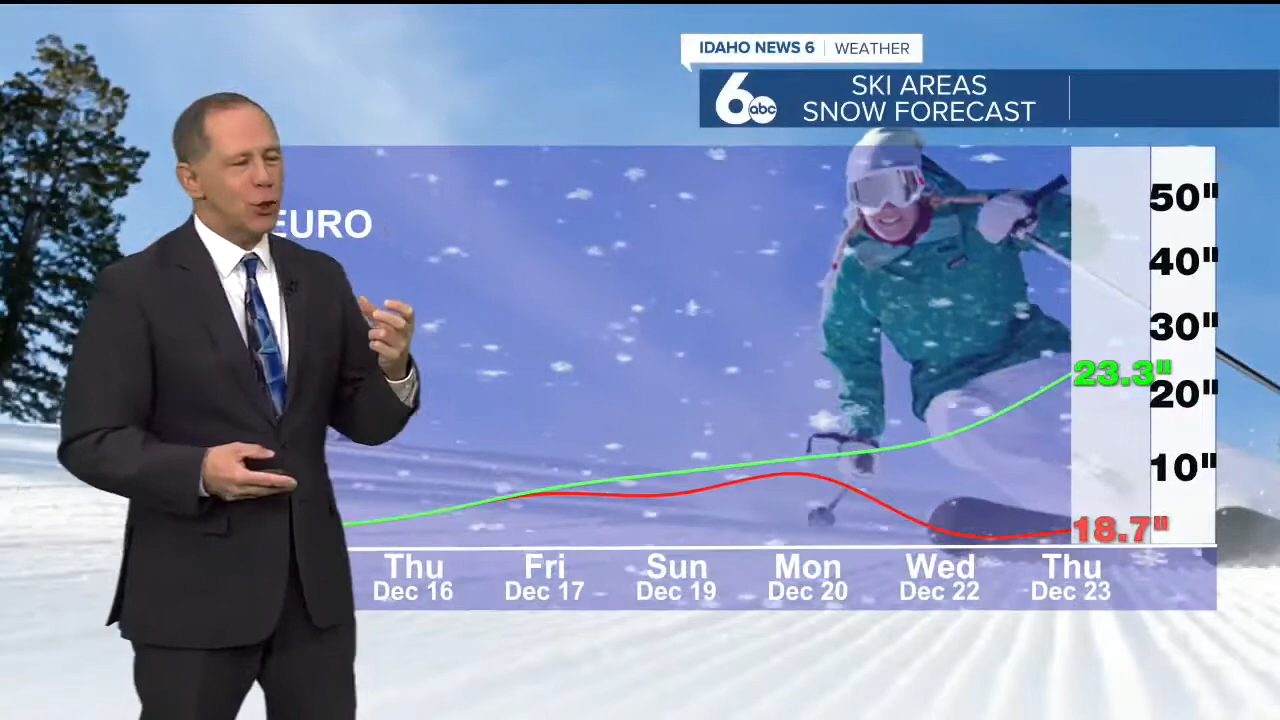 IDAHO NEWS 6 | WEATHER
6 abc
SKI AREAS
SNOW FORECAST
EURO
50"
40"
30"
23.3"
20"
10"
18.7"
Thu Fri Sun Mon Wed Thu
Dec 16 Dec 17 Dec 19 Dec 20 Dec 22 Dec 23